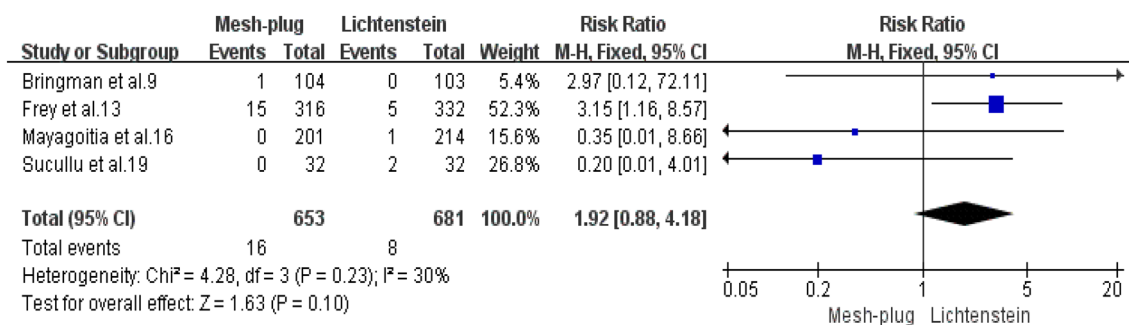 Mesh-plug Lichtenstein Risk Ratio Risk Ratio
Study or Subgroup Events Total Events Total Weight M-H, Fixed, 95% CI M-H, Fixed, 95% CI
Bringman et al.9 1 104 0 103 5.4% 2.97 [0.12, 72.11]
Frey et al.13 15 316 5 332 52.3% 3.15 [1.16, 8.57]
Mayagoitia et al.16 0 201 1 214 15.6% 0.35 [0.01, 8.66]
Sucullu et al.19 0 32 2 32 26.8% 0.20 [0.01, 4.01]
Total (95% CI) 653 681 100.0% 1.92 [0.88, 4.18]
Total events 16 8
Heterogeneity: Chi² = 4.28, df = 3 (P = 0.23); I² = 30%
Test for overall effect: Z = 1.63 (P = 0.10)
0.05 0.2 1 5 20
Mesh-plug Lichtenstein